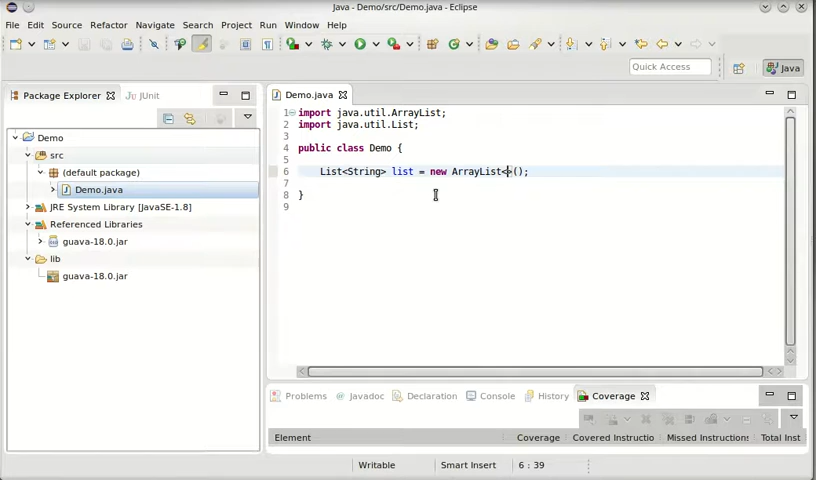 Java - Demo/src/Demo.java - Eclipse
File Edit Source Refactor Navigate Search Project Run Window Help
Quick Access
Java
Package Explorer
JUnit
Demo
src
(default package)
Demo.java
JRE System Library [JavaSE-1.8]
Referenced Libraries
guava-18.0.jar
lib
guava-18.0.jar
Demo.java
1 import java.util.ArrayList;
2 import java.util.List;
3
4 public class Demo {
5
6 List<String> list = new ArrayList<>();
7
8 }
9
Problems Javadoc Declaration Console History Coverage
Element Coverage Covered Instructio Missed Instructions Total Inst
Writable Smart Insert 6 : 39